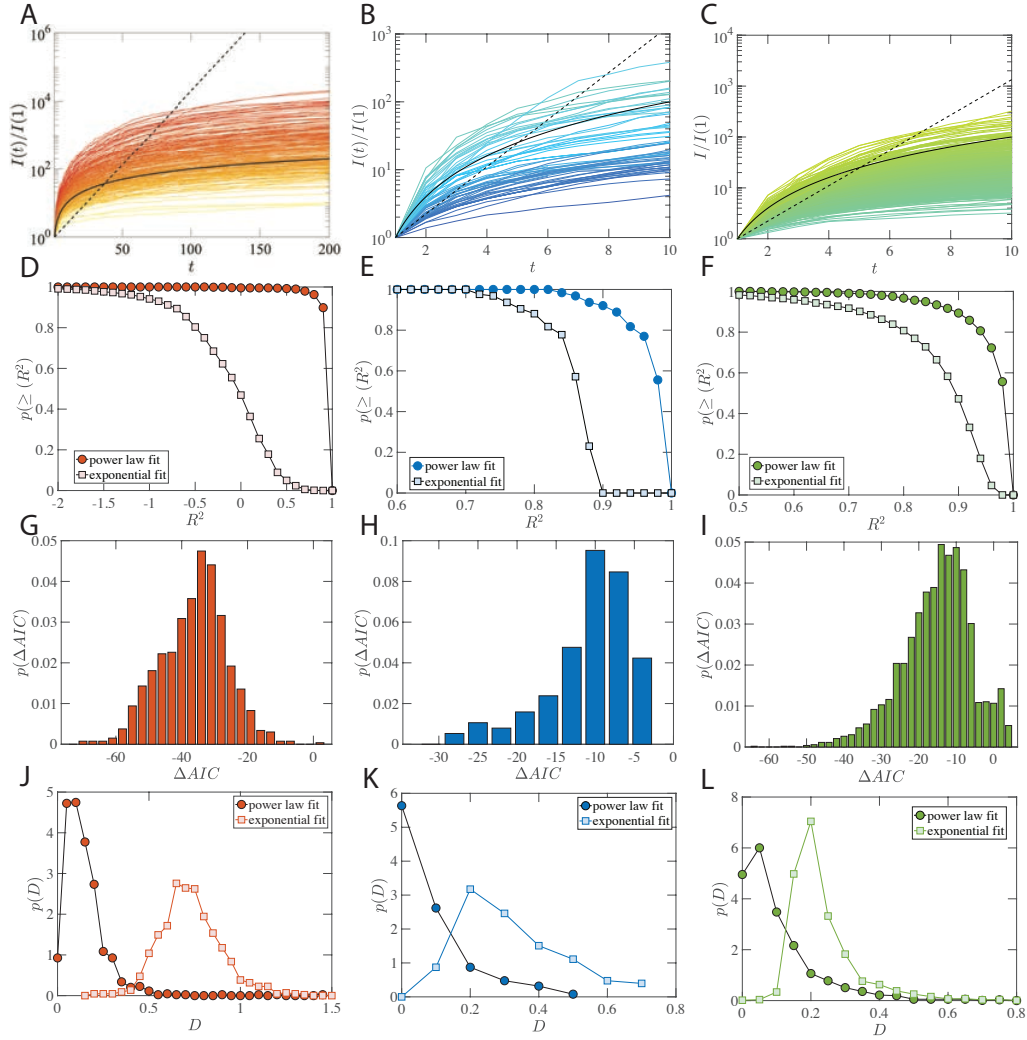 A
B
C
10^6
10^4
10^2
10^0
I(t)/I(1)
50
100
150
200
t
10^3
10^2
10^1
10^0
I(t)/I(1)
2
4
6
8
10
t
10^4
10^3
10^2
10^1
10^0
I/I(1)
2
4
6
8
10
t
D
E
F
1
0.8
0.6
0.4
0.2
0
p(≥ (R^2)
power law fit
exponential fit
-2
-1.5
-1
-0.5
0
0.5
1
R^2
1
0.8
0.6
0.4
0.2
0
p(≥ (R^2)
power law fit
exponential fit
0.6
0.7
0.8
0.9
1
R^2
1
0.8
0.6
0.4
0.2
0
p(≥ (R^2)
power law fit
exponential fit
0.5
0.6
0.7
0.8
0.9
1
R^2
G
H
I
0.05
0.04
0.03
0.02
0.01
0
p(ΔAIC)
-60
-40
-20
0
ΔAIC
0.1
0.08
0.06
0.04
0.02
0
p(ΔAIC)
-30
-25
-20
-15
-10
-5
0
ΔAIC
0.05
0.04
0.03
0.02
0.01
0
p(ΔAIC)
-60
-50
-40
-30
-20
-10
0
ΔAIC
J
K
L
5
4
3
2
1
0
p(D)
power law fit
exponential fit
0
0.5
1
1.5
D
6
5
4
3
2
1
0
p(D)
power law fit
exponential fit
0
0.2
0.4
0.6
0.8
D
8
6
4
2
0
p(D)
power law fit
exponential fit
0
0.2
0.4
0.6
0.8
D